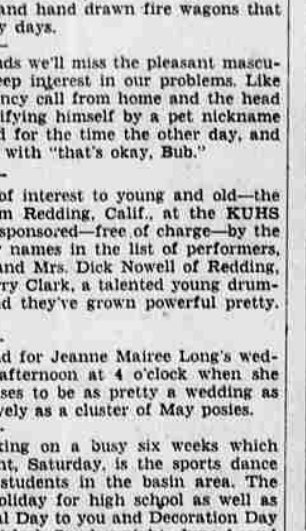 and hand drawn fire wagons that
y days.
nds we'll miss the pleasant mascu-
eep interest in our problems. Like
ncy call from home and the head
ifying himself by a pet nickname
d for the time the other day, and
with "that's okay, Bub."
of interest to young and old—the
m Redding, Calif., at the KUHS
sponsored—free of charge—by the
names in the list of performers,
and Mrs. Dick Nowell of Redding,
ry Clark, a talented young drum-
d they've grown powerful pretty.
d for Jeanne Mairee Long's wed-
afternoon at 4 o'clock when she
ses to be as pretty a wedding as
vely as a cluster of May posies.
king on a busy six weeks which
nt, Saturday, is the sports dance
students in the basin area. The
oliday for high school as well as
al Day to you and Decoration Day